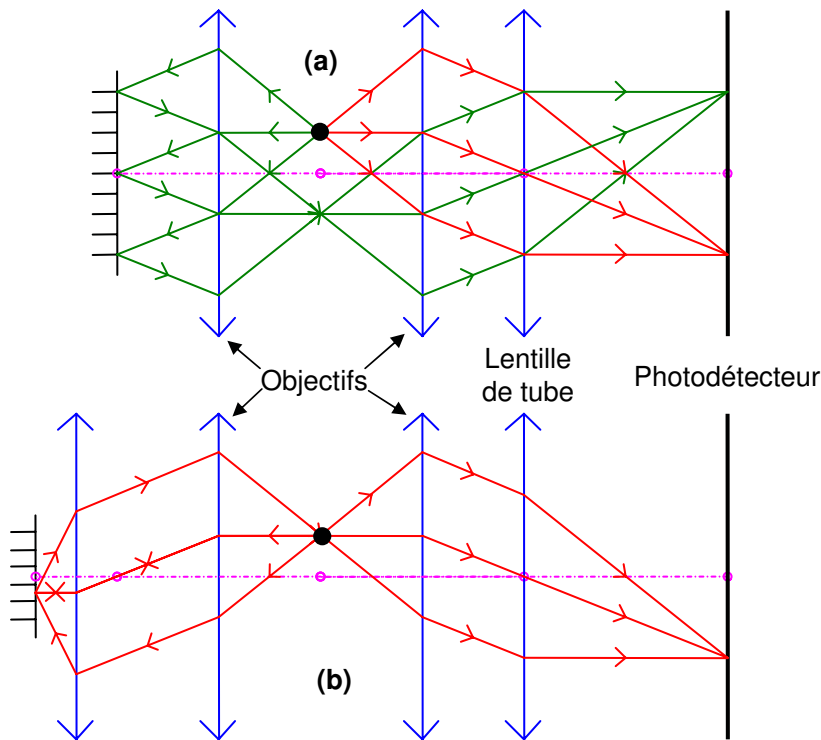 (a)
Objectifs
Lentille
de tube
Photodétecteur
(b)